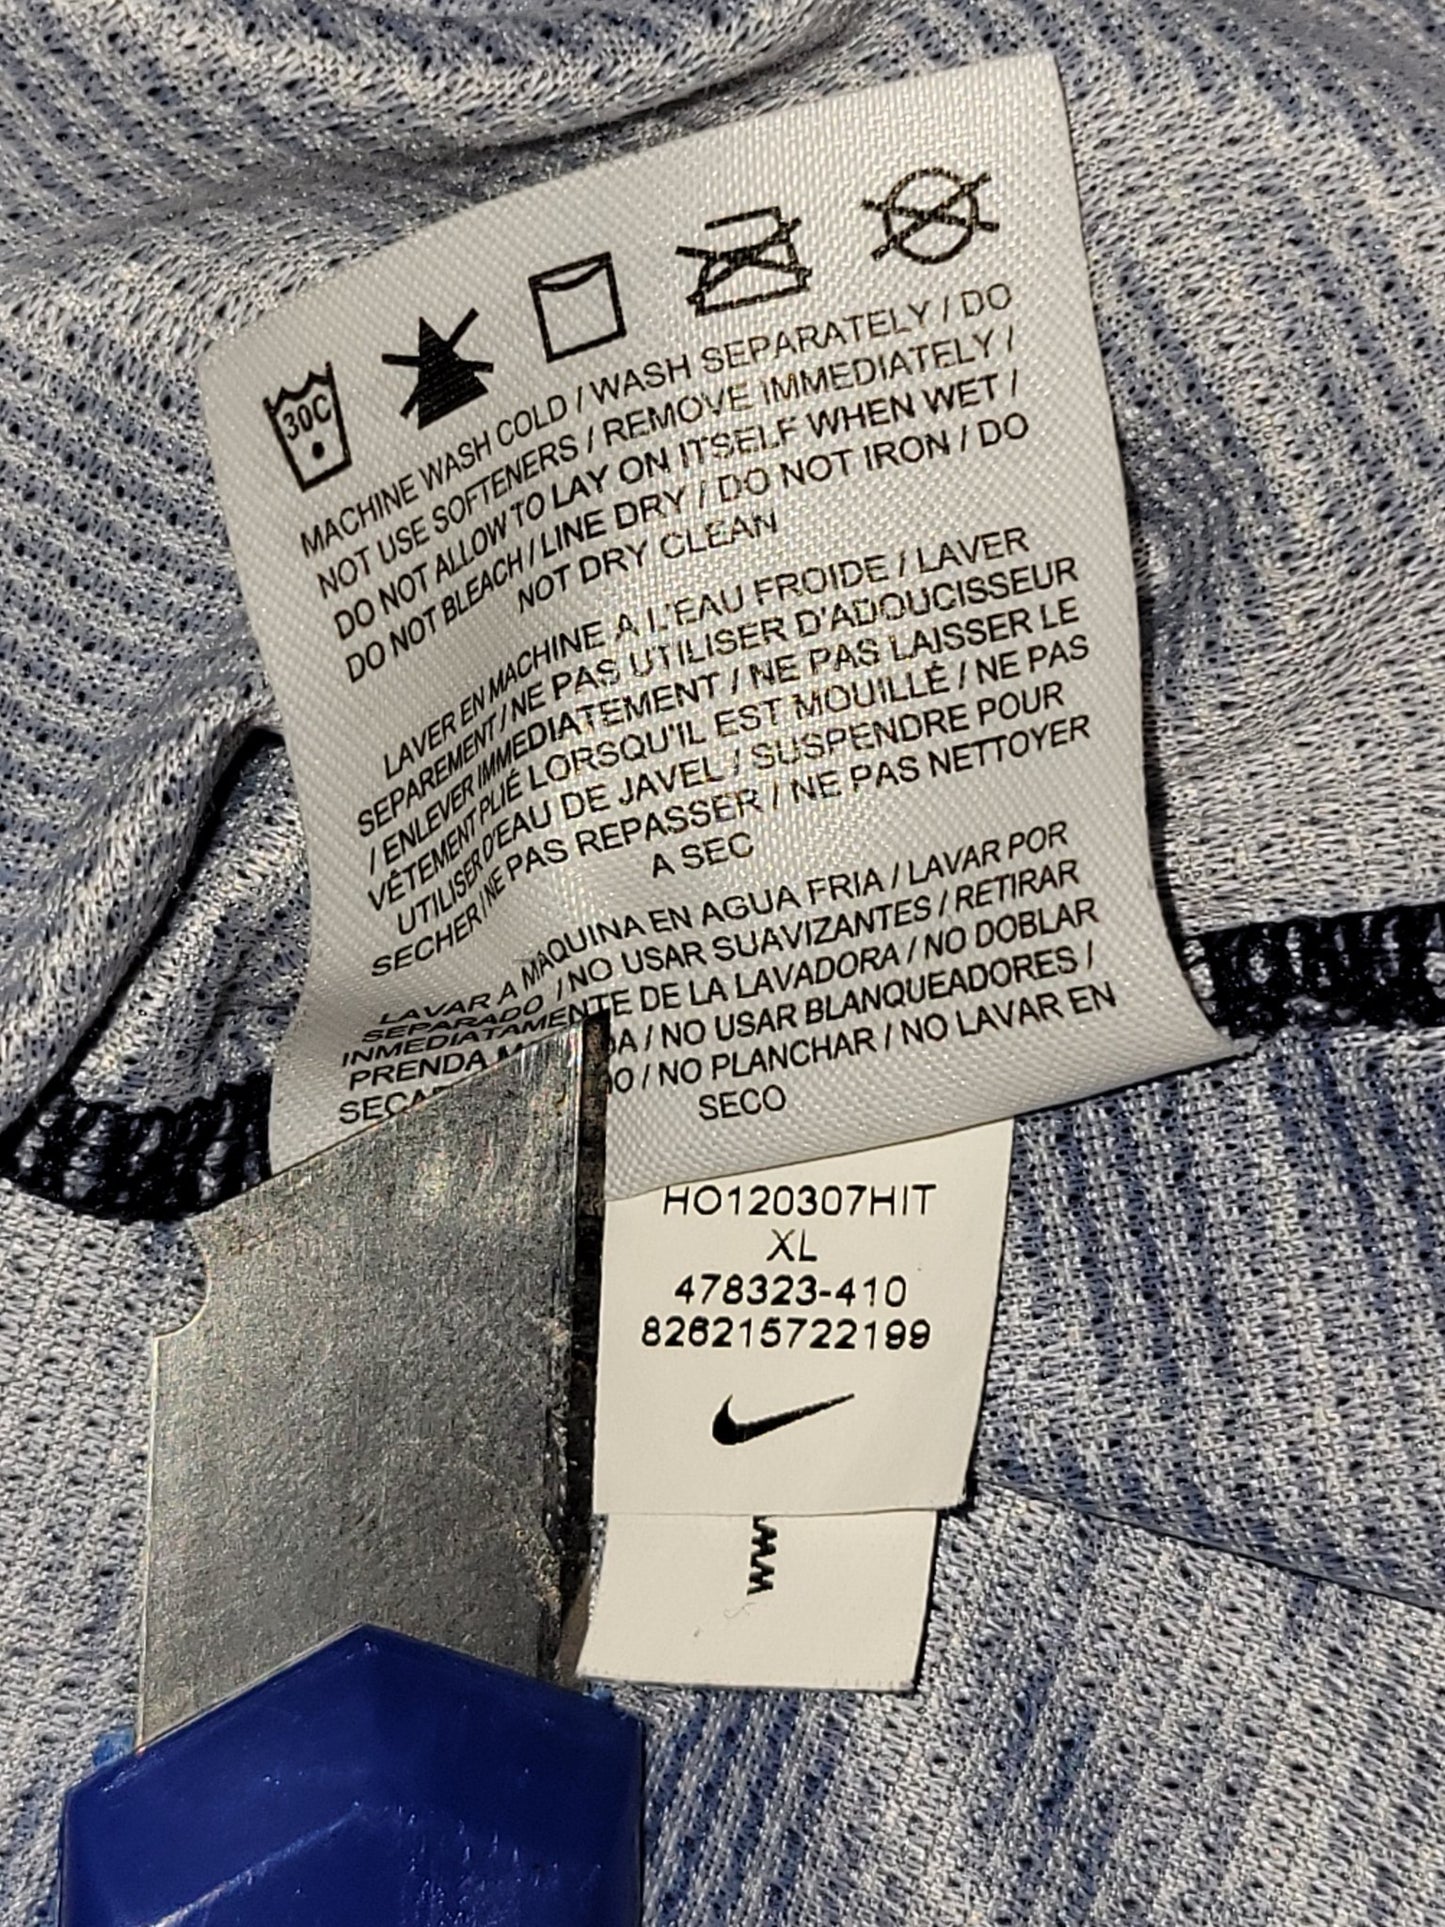 30C
MACHINE WASH COLD / WASH SEPARATELY / DO
NOT USE SOFTENERS / REMOVE IMMEDIATELY /
DO NOT ALLOW TO LAY ON ITSELF WHEN WET /
DO NOT BLEACH / LINE DRY / DO NOT IRON / DO
NOT DRY CLEAN
LAVER EN MACHINE A L'EAU FROIDE / LAVER
SEPAREMENT / NE PAS UTILISER D'ADOUCISSEUR
/ ENLEVER IMMEDIATEMENT / NE PAS LAISSER LE
VÊTEMENT PLIÉ LORSQU'IL EST MOUILLÉ / NE PAS
UTILISER D'EAU DE JAVEL / SUSPENDRE POUR
SECHER / NE PAS REPASSER / NE PAS NETTOYER
A SEC
LAVAR A MAQUINA EN AGUA FRIA / LAVAR POR
SEPARADO / NO USAR SUAVIZANTES / RETIRAR
INMEDIATAMENTE DE LA LAVADORA / NO DOBLAR
PRENDA / NO USAR BLANQUEADORES /
/ NO PLANCHAR / NO LAVAR EN
SECO
HO120307HIT
XL
478323-410
826215722199